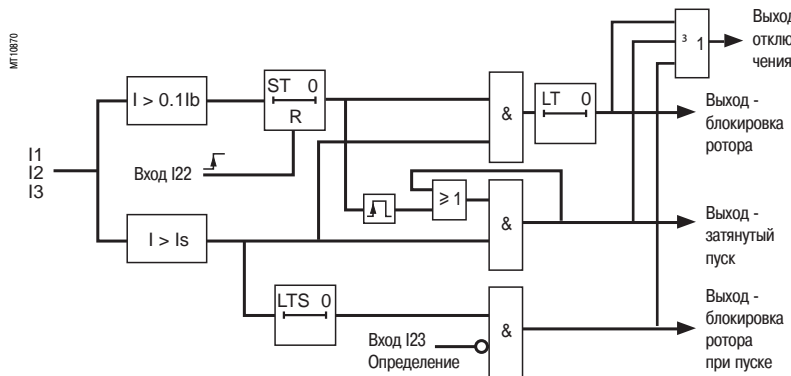 MT10870
I1
I2
I3
I > 0.1Ib
ST 0
R
Вход I22
I > Is
LTS 0
≥ 1
&
LT 0
&
Вход I23
Определение
&
3 1
Выход
отклю
чения
Выход -
блокировка
ротора
Выход -
затянутый
пуск
Выход -
блокировка
ротора
при пуске